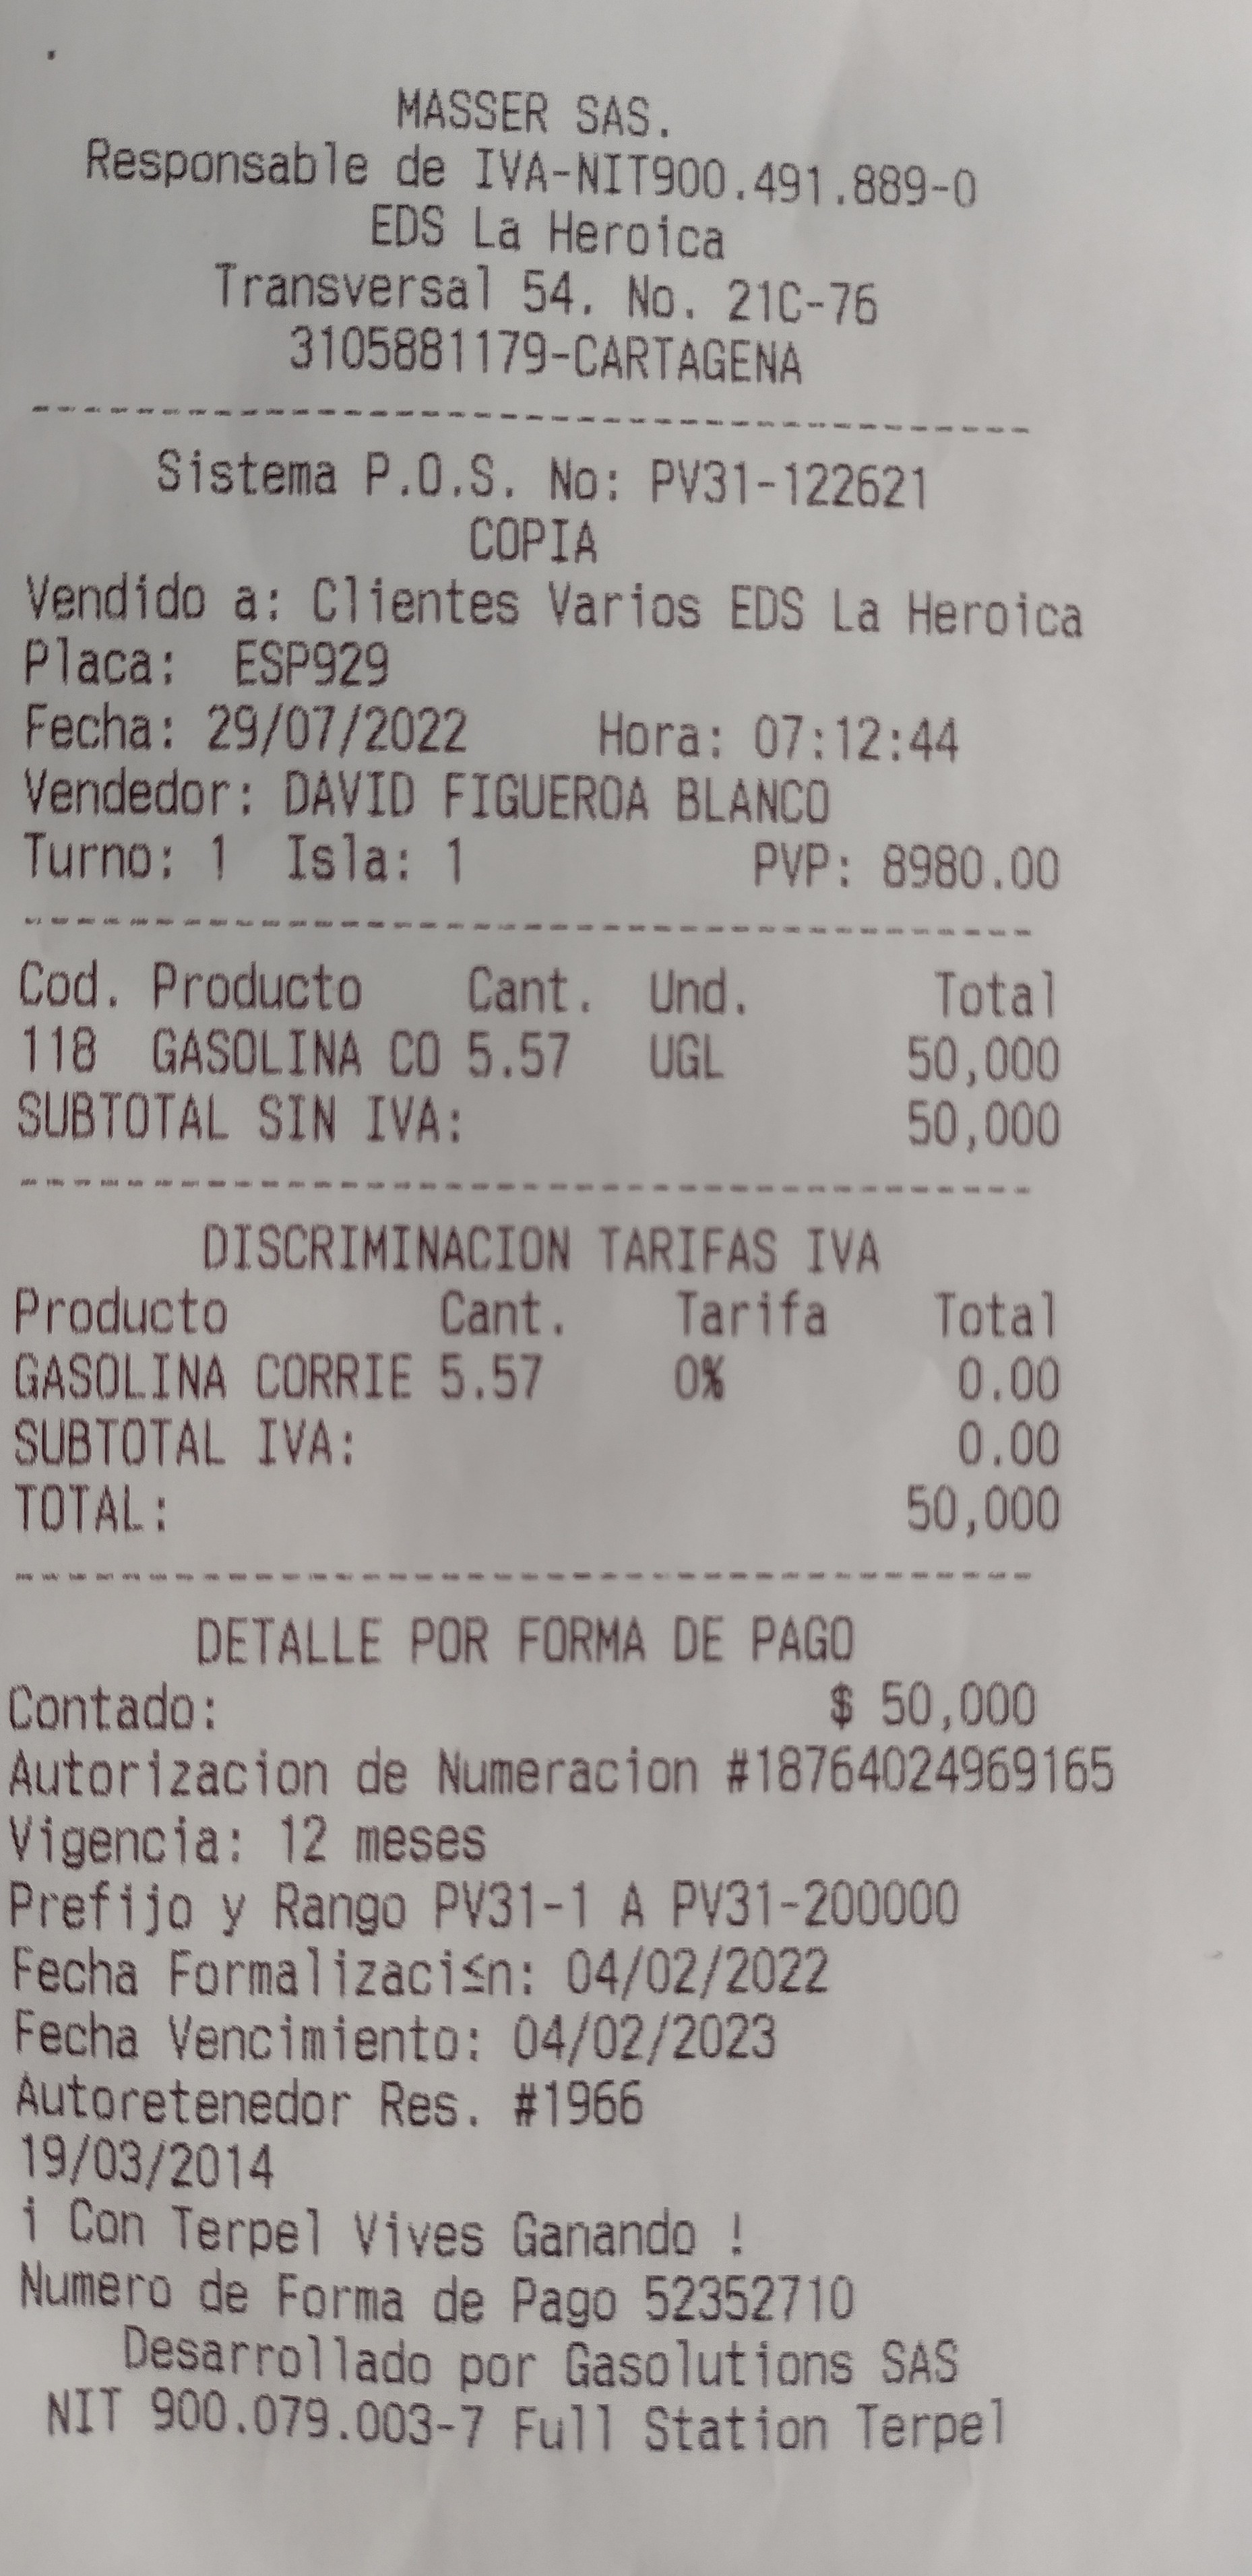 MASSER SAS.
Responsable de IVA-NIT900.491.889-0
EDS La Heroica
Transversal 54. No. 21C-76
3105881179-CARTAGENA
Sistema P.O.S. No: PV31-122621
COPIA
Vendido a: Clientes Varios EDS La Heroica
Placa: ESP929
Fecha: 29/07/2022 Hora: 07:12:44
Vendedor: DAVID FIGUEROA BLANCO
Turno: 1 Isla: 1 PVP: 8980.00
Cod. Producto Cant. Und. Total
118 GASOLINA CO 5.57 UGL 50,000
SUBTOTAL SIN IVA: 50,000
DISCRIMINACION TARIFAS IVA
Producto Cant. Tarifa Total
GASOLINA CORRIE 5.57 0% 0.00
SUBTOTAL IVA: 0.00
TOTAL: 50,000
DETALLE POR FORMA DE PAGO
Contado: $ 50,000
Autorizacion de Numeracion #18764024969165
Vigencia: 12 meses
Prefijo y Rango PV31-1 A PV31-200000
Fecha Formalizaci≤n: 04/02/2022
Fecha Vencimiento: 04/02/2023
Autoretenedor Res. #1966
19/03/2014
¡ Con Terpel Vives Ganando !
Numero de Forma de Pago 52352710
Desarrollado por Gasolutions SAS
NIT 900.079.003-7 Full Station Terpel